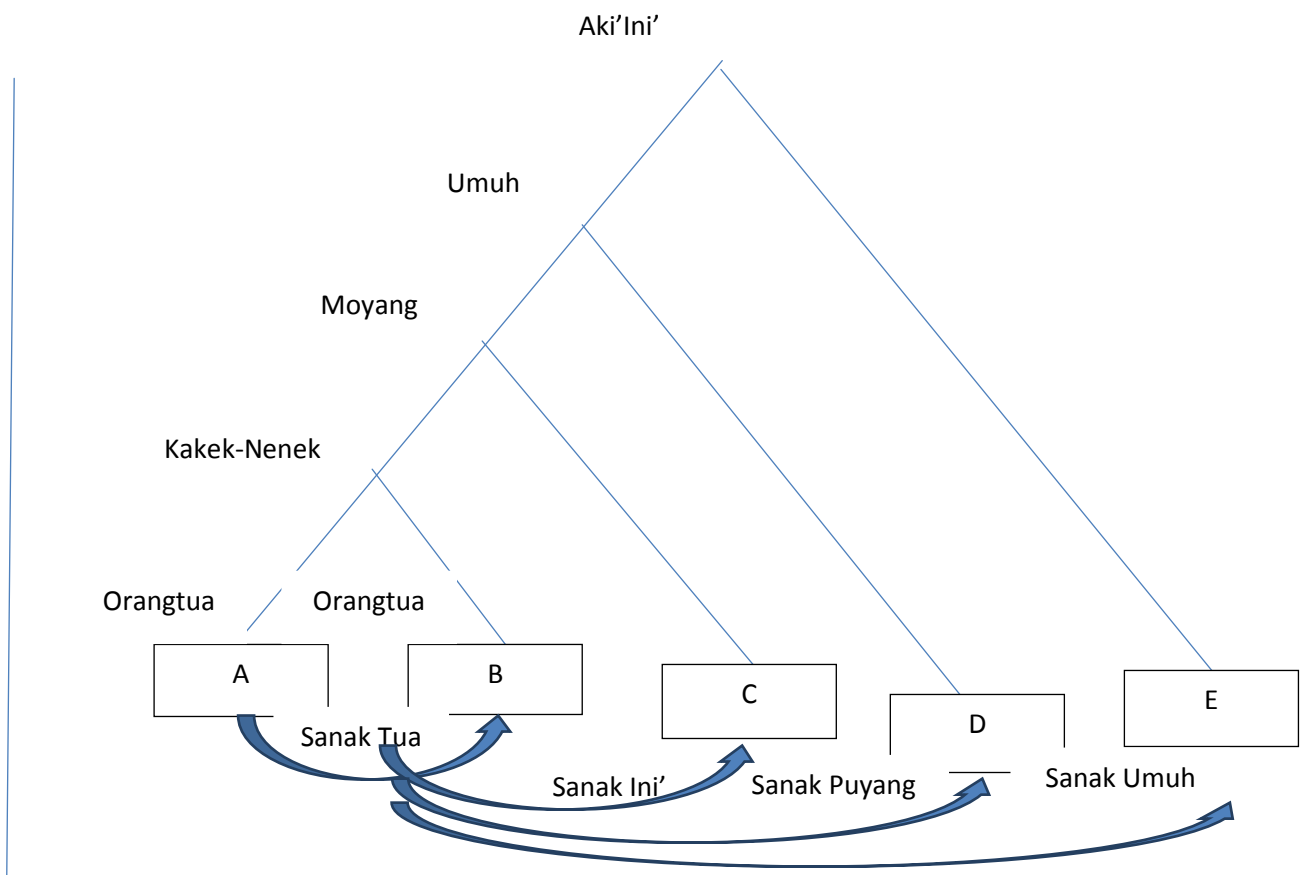 Aki’Ini’
Umuh
Moyang
Kakek-Nenek
Orangtua
Orangtua
A
B
C
D
E
Sanak Tua
Sanak Ini’
Sanak Puyang
Sanak Umuh